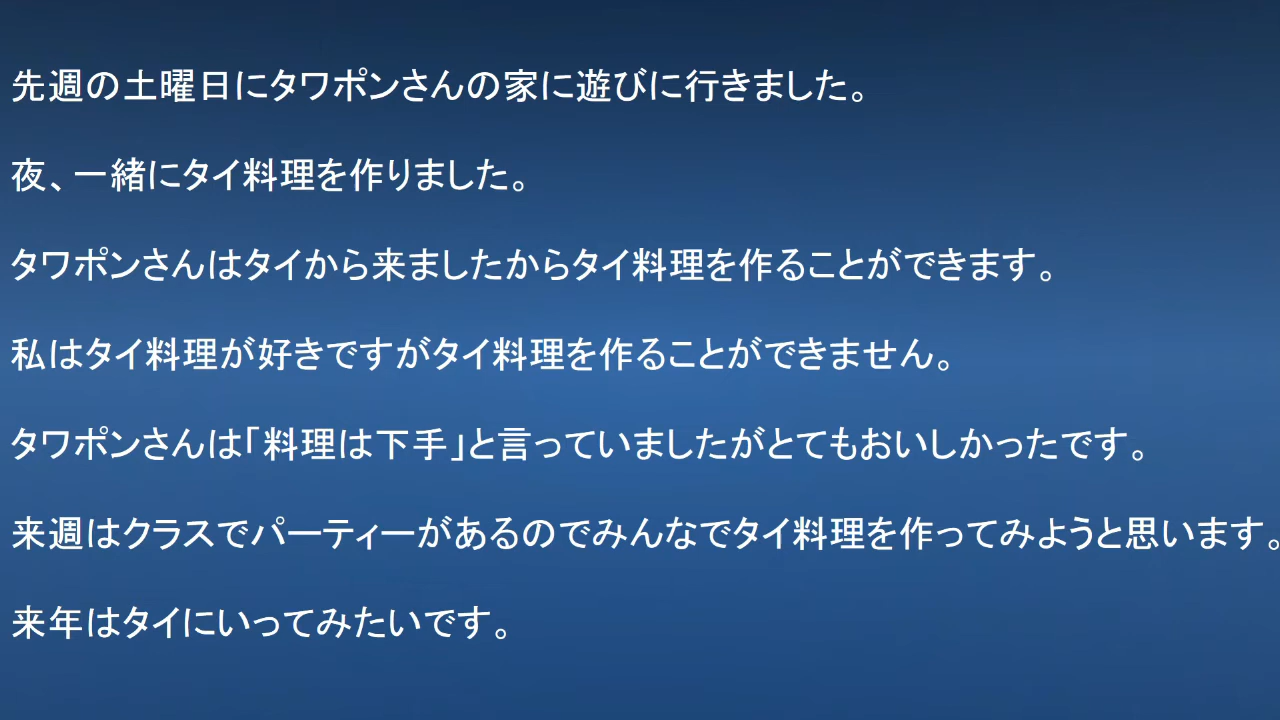 先週の土曜日にタワポンさんの家に遊びに行きました。
夜、一緒にタイ料理を作りました。
タワポンさんはタイから来ましたからタイ料理を作ることができます。
私はタイ料理が好きですがタイ料理を作ることができません。
タワポンさんは「料理は下手」と言っていましたがとてもおいしかったです。
来週はクラスでパーティーがあるのでみんなでタイ料理を作ってみようと思います。
来年はタイにいってみたいです。